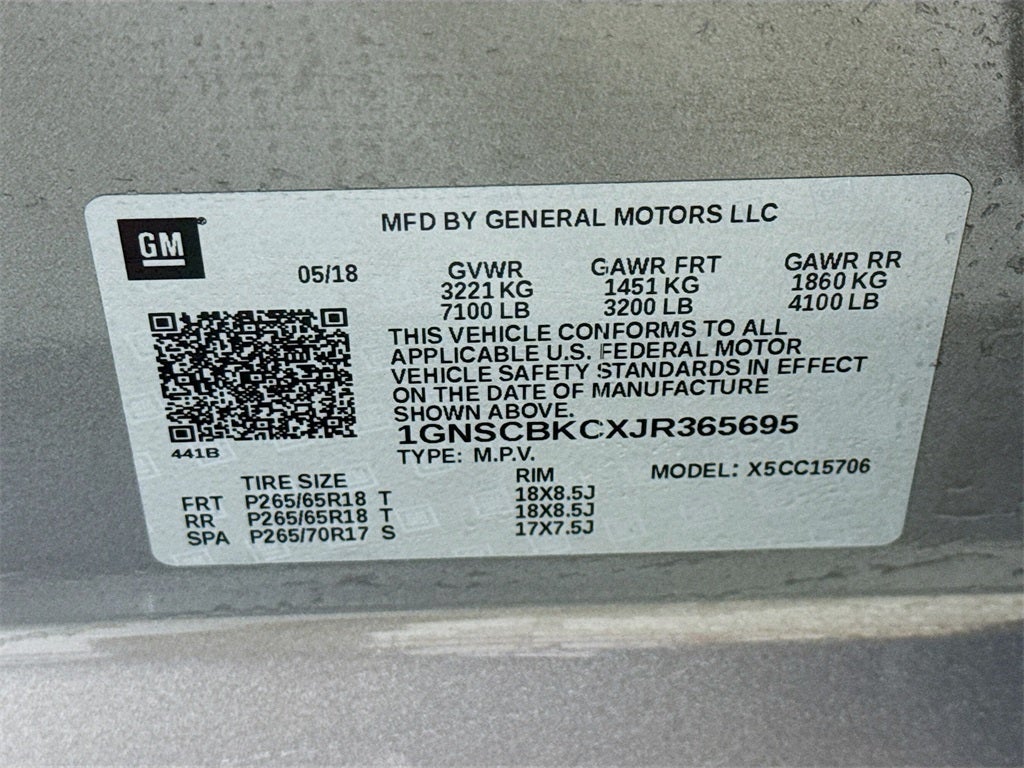 GM
MFD BY GENERAL MOTORS LLC
05/18
GVWR GAWR FRT GAWR RR
3221 KG 1451 KG 1860 KG
7100 LB 3200 LB 4100 LB
THIS VEHICLE CONFORMS TO ALL
APPLICABLE U.S. FEDERAL MOTOR
VEHICLE SAFETY STANDARDS IN EFFECT
ON THE DATE OF MANUFACTURE
SHOWN ABOVE.
1GNSCBKCXJR365695
441B
TYPE: M.P.V.
MODEL: X5CC15706
TIRE SIZE RIM
FRT P265/65R18 T 18X8.5J
RR P265/65R18 T 18X8.5J
SPA P265/70R17 S 17X7.5J